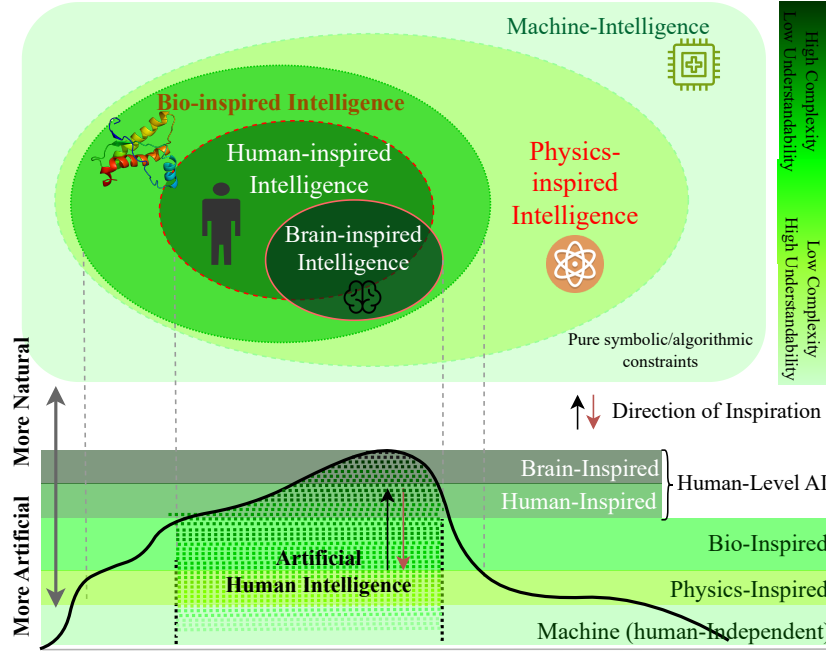 Machine-Intelligence
Bio-inspired Intelligence
Human-inspired
Intelligence
Brain-inspired
Intelligence
Physics-
inspired
Intelligence
Pure symbolic/algorithmic
constraints
High Complexity
Low Understandability
Low Complexity
High Understandability
More Natural
More Artificial
Direction of Inspiration
Brain-Inspired
Human-Inspired
Human-Level AI
Bio-Inspired
Artificial
Human Intelligence
Physics-Inspired
Machine (human-Independent)